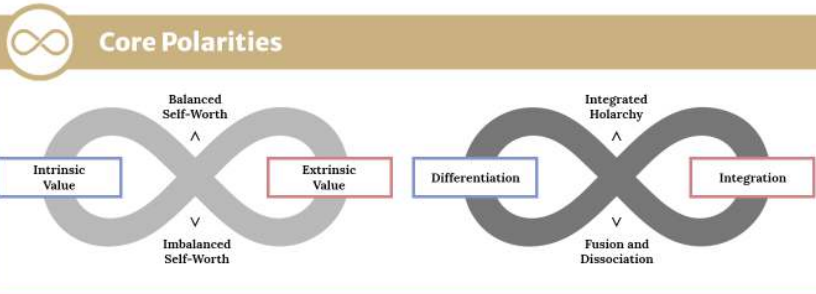 Core Polarities
Balanced
Self-Worth
Intrinsic
Value
Extrinsic
Value
Imbalanced
Self-Worth
Integrated
Holarchy
Differentiation
Integration
Fusion and
Dissociation